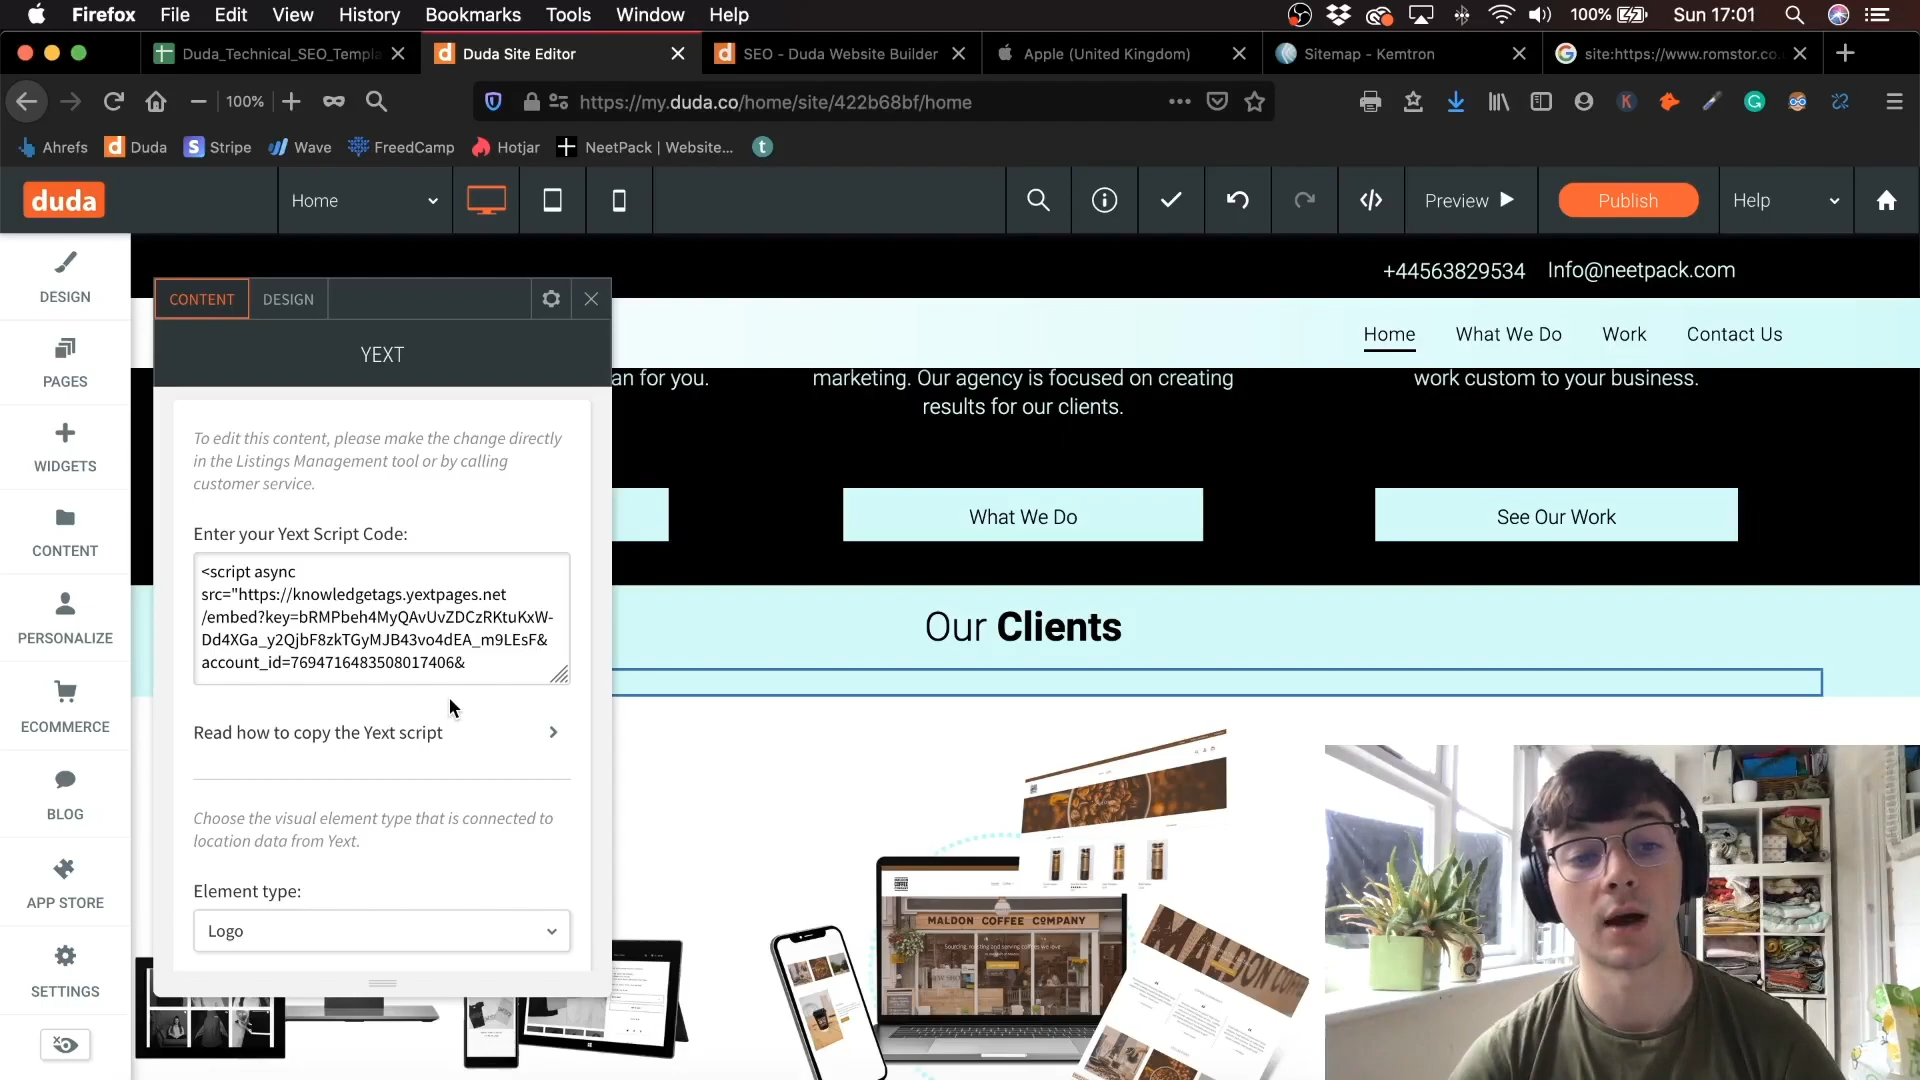 Firefox File Edit View History Bookmarks Tools Window Help 100% Sun 17:01
Duda_Technical_SEO_Templa Duda Site Editor SEO - Duda Website Builder Apple (United Kingdom) Sitemap - Kemtron site:https://www.romstor.co.
100% https://my.duda.co/home/site/422b68bf/home
Ahrefs Duda Stripe Wave FreedCamp Hotjar NeetPack | Website... t
duda Home Preview Publish Help
DESIGN
PAGES
WIDGETS
CONTENT
PERSONALIZE
ECOMMERCE
BLOG
APP STORE
SETTINGS
CONTENT DESIGN
YEXT
To edit this content, please make the change directly
in the Listings Management tool or by calling
customer service.
Enter your Yext Script Code:
<script async
src="https://knowledgetags.yextpages.net
/embed?key=bRMPbeh4MyQAvUvZDCzRKtuKxW-
Dd4XGa_y2QjbF8zkTGyMJB43vo4dEA_m9LEsF&
account_id=7694716483508017406&
Read how to copy the Yext script
Choose the visual element type that is connected to
location data from Yext.
Element type:
Logo
+44563829534 Info@neetpack.com
Home What We Do Work Contact Us
an for you.
marketing. Our agency is focused on creating
results for our clients.
work custom to your business.
What We Do
See Our Work
Our Clients
MALDON COFFEE COMPANY